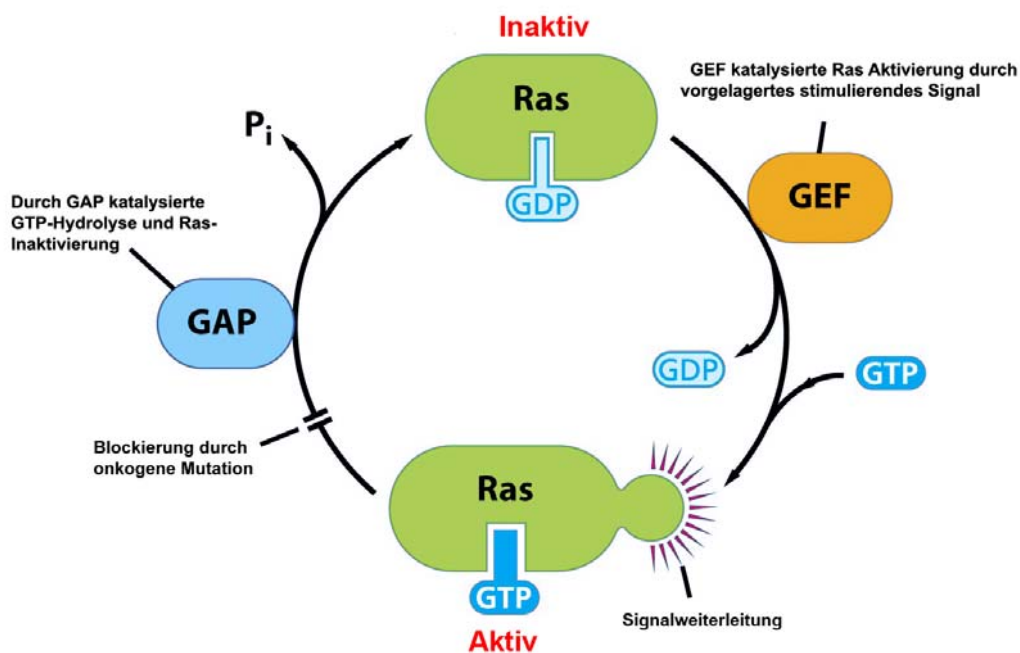 Inaktiv
Ras
GDP
GEF katalysierte Ras Aktivierung durch
vorgelagertes stimulierendes Signal
GEF
Pi
Durch GAP katalysierte
GTP-Hydrolyse und Ras-
Inaktivierung
GAP
GDP
GTP
Blockierung durch
onkogene Mutation
Ras
GTP
Aktiv
Signalweiterleitung